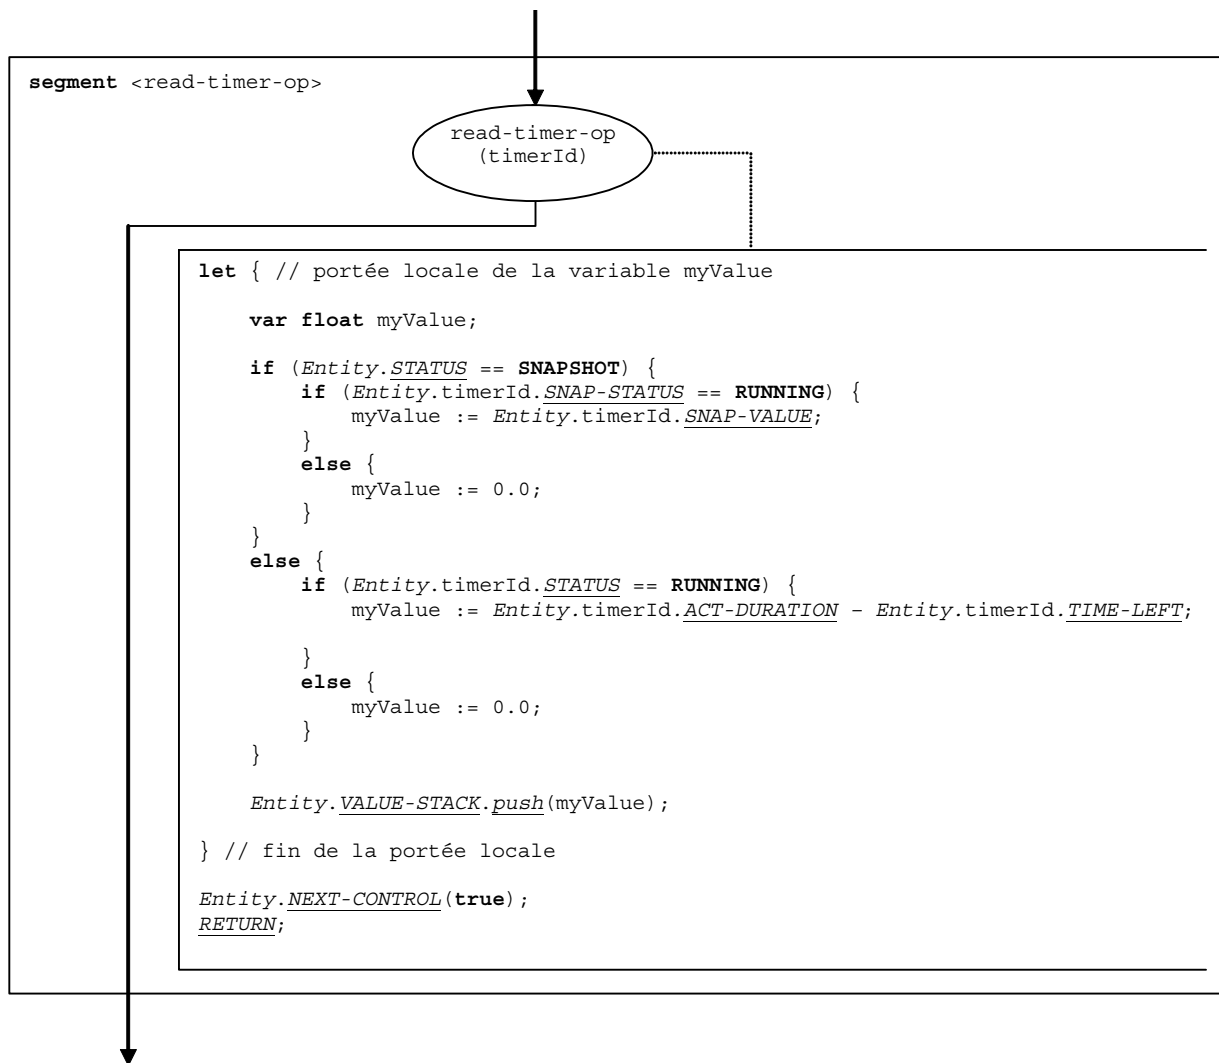 segment <read-timer-op>
read-timer-op
(timerId)
let { // portée locale de la variable myValue
var float myValue;
if (Entity.STATUS == SNAPSHOT) {
if (Entity.timerId.SNAP-STATUS == RUNNING) {
myValue := Entity.timerId.SNAP-VALUE;
}
else {
myValue := 0.0;
}
}
else {
if (Entity.timerId.STATUS == RUNNING) {
myValue := Entity.timerId.ACT-DURATION – Entity.timerId.TIME-LEFT;
}
else {
myValue := 0.0;
}
}
Entity.VALUE-STACK.push(myValue);
} // fin de la portée locale
Entity.NEXT-CONTROL(true);
RETURN;